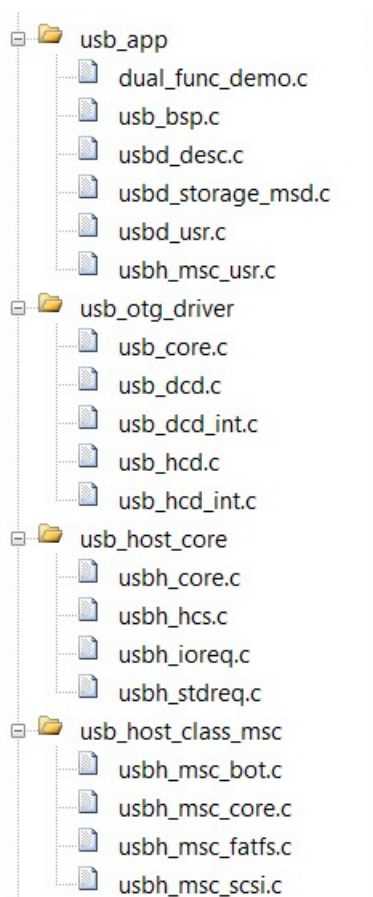 usb_app
dual_func_demo.c
usb_bsp.c
usbd_desc.c
usbd_storage_msd.c
usbd_usr.c
usbh_msc_usr.c
usb_otg_driver
usb_core.c
usb_dcd.c
usb_dcd_int.c
usb_hcd.c
usb_hcd_int.c
usb_host_core
usbh_core.c
usbh_hcs.c
usbh_ioreq.c
usbh_stdreq.c
usb_host_class_msc
usbh_msc_bot.c
usbh_msc_core.c
usbh_msc_fatfs.c
usbh_msc_scsi.c